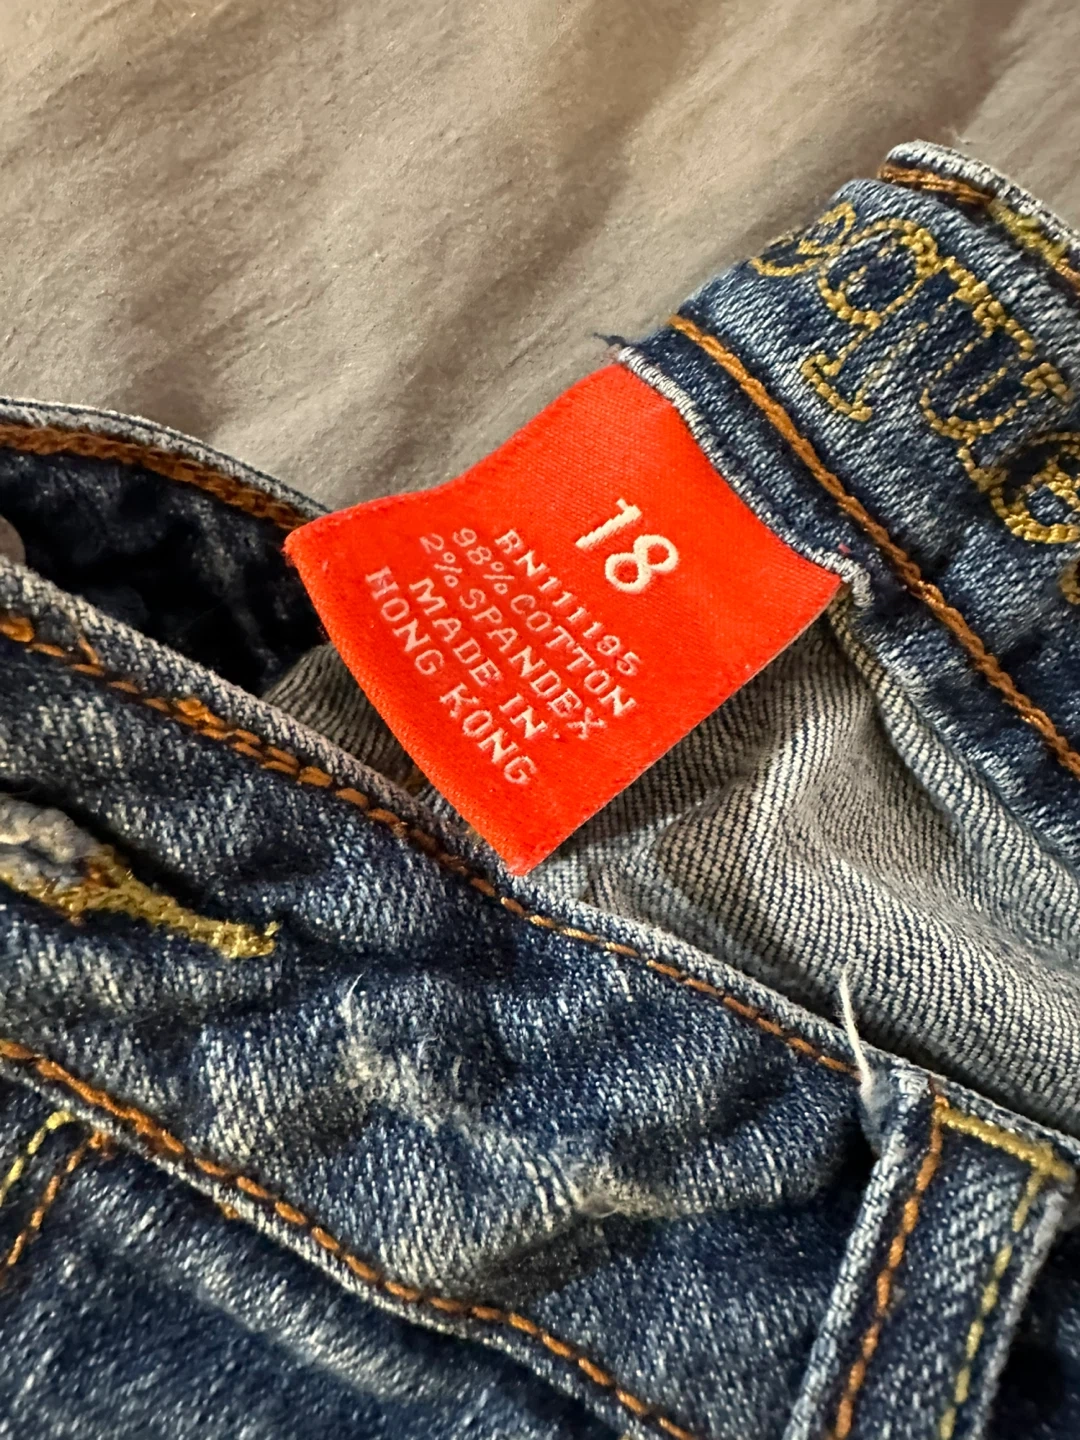 18
RN111195
98% COTTON
2% SPANDEX
MADE IN
HONG KONG